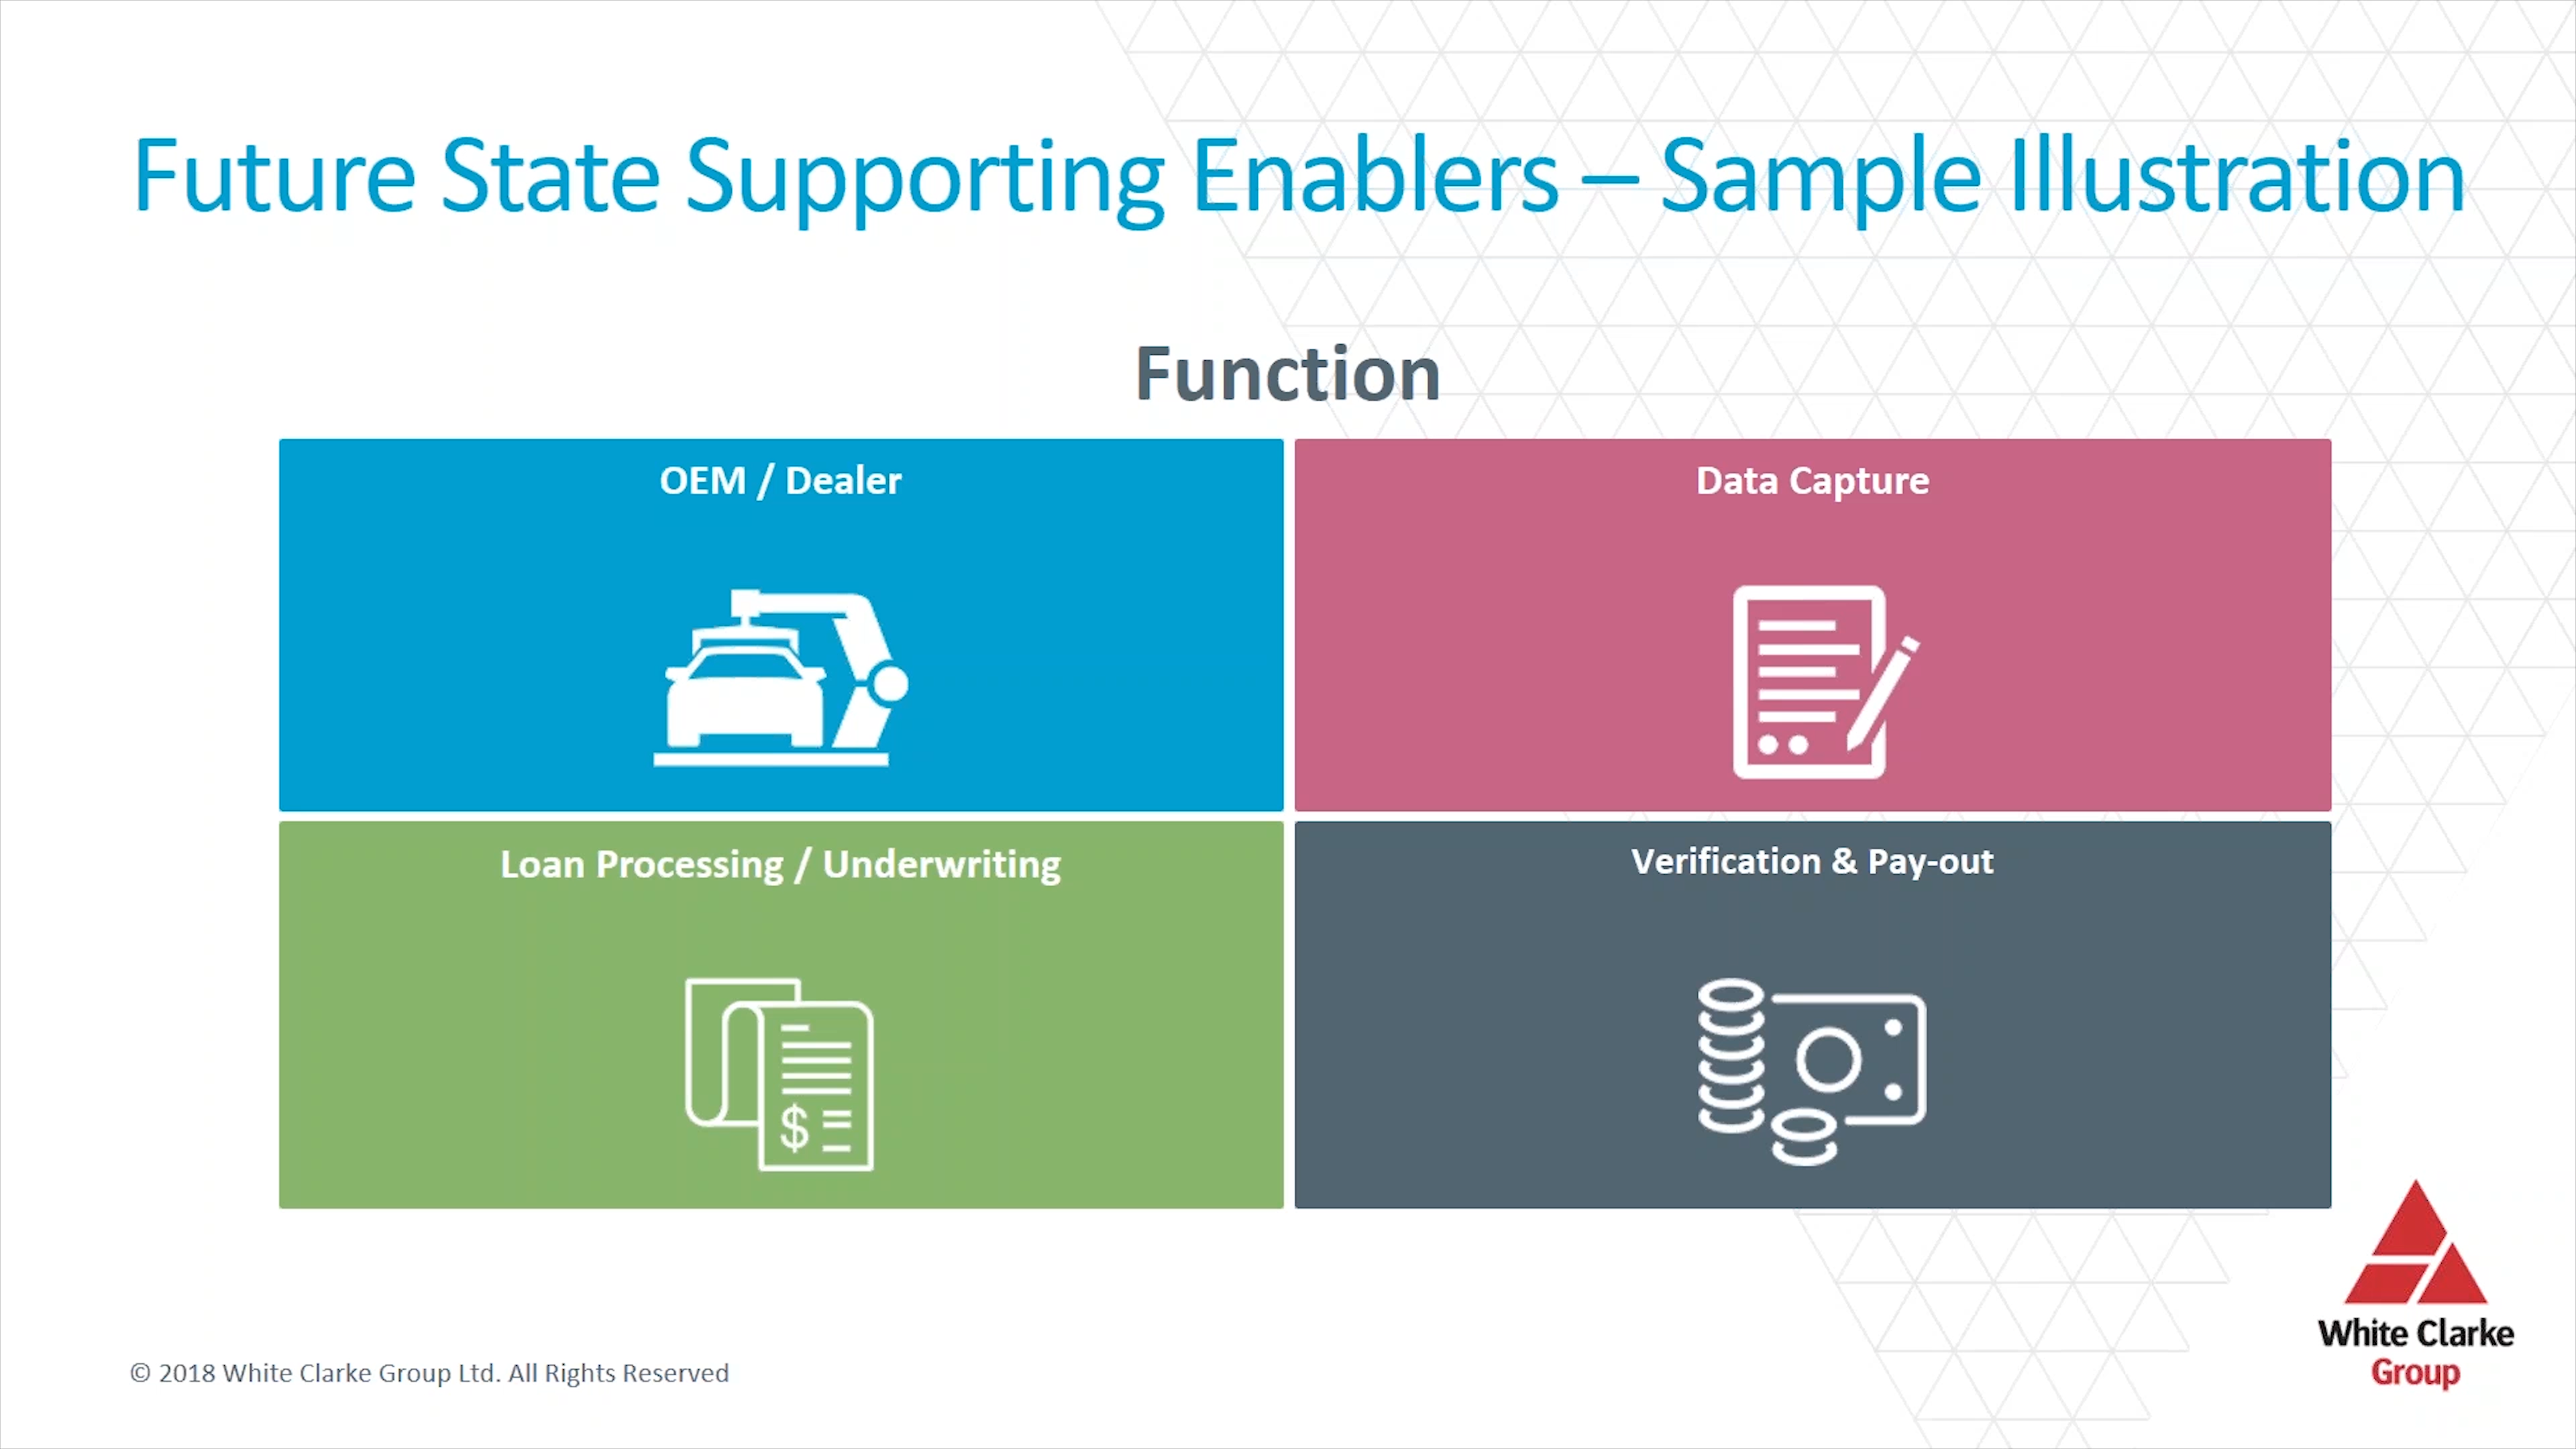 Future State Supporting Enablers – Sample Illustration
Function
OEM / Dealer
Data Capture
Loan Processing / Underwriting
$
Verification & Pay-out
White Clarke
Group
© 2018 White Clarke Group Ltd. All Rights Reserved